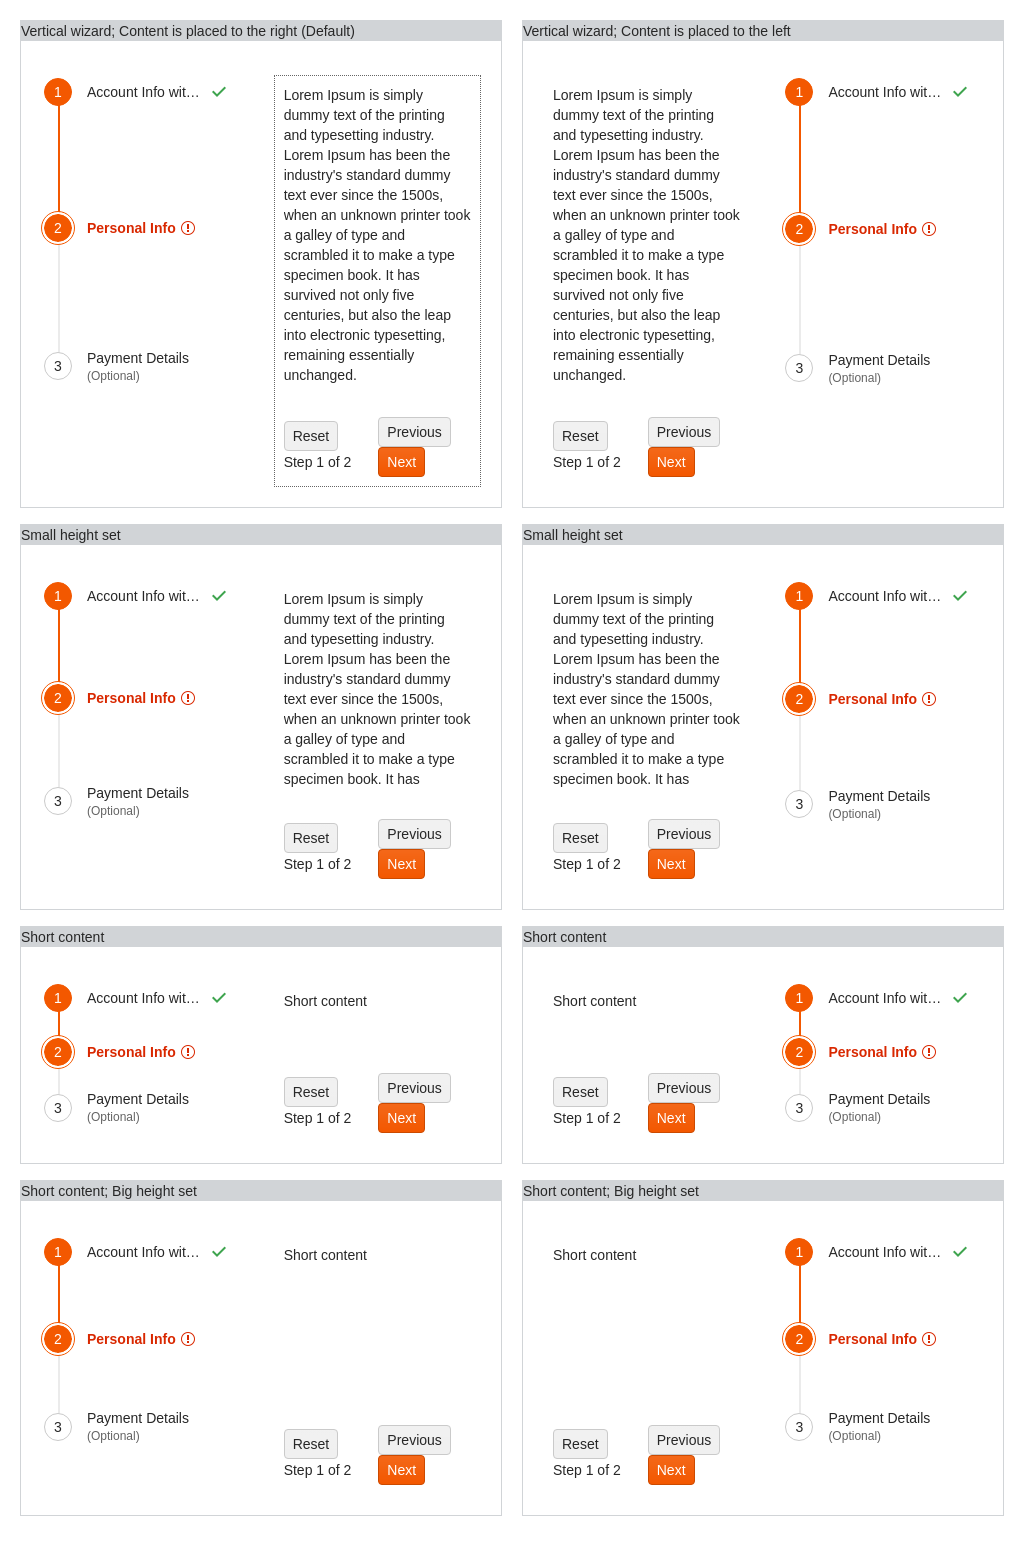 Vertical wizard; Content is placed to the right (Default)
1
Account Info wit…
2
Personal Info
3
Payment Details
(Optional)
Lorem Ipsum is simply
dummy text of the printing
and typesetting industry.
Lorem Ipsum has been the
industry's standard dummy
text ever since the 1500s,
when an unknown printer took
a galley of type and
scrambled it to make a type
specimen book. It has
survived not only five
centuries, but also the leap
into electronic typesetting,
remaining essentially
unchanged.
Reset
Step 1 of 2
Previous
Next
Vertical wizard; Content is placed to the left
Lorem Ipsum is simply
dummy text of the printing
and typesetting industry.
Lorem Ipsum has been the
industry's standard dummy
text ever since the 1500s,
when an unknown printer took
a galley of type and
scrambled it to make a type
specimen book. It has
survived not only five
centuries, but also the leap
into electronic typesetting,
remaining essentially
unchanged.
Reset
Step 1 of 2
Previous
Next
1
Account Info wit…
2
Personal Info
3
Payment Details
(Optional)
Small height set
1
Account Info wit…
2
Personal Info
3
Payment Details
(Optional)
Lorem Ipsum is simply
dummy text of the printing
and typesetting industry.
Lorem Ipsum has been the
industry's standard dummy
text ever since the 1500s,
when an unknown printer took
a galley of type and
scrambled it to make a type
specimen book. It has
Reset
Step 1 of 2
Previous
Next
Small height set
Lorem Ipsum is simply
dummy text of the printing
and typesetting industry.
Lorem Ipsum has been the
industry's standard dummy
text ever since the 1500s,
when an unknown printer took
a galley of type and
scrambled it to make a type
specimen book. It has
Reset
Step 1 of 2
Previous
Next
1
Account Info wit…
2
Personal Info
3
Payment Details
(Optional)
Short content
1
Account Info wit…
2
Personal Info
3
Payment Details
(Optional)
Short content
Reset
Step 1 of 2
Previous
Next
Short content
Short content
Reset
Step 1 of 2
Previous
Next
1
Account Info wit…
2
Personal Info
3
Payment Details
(Optional)
Short content; Big height set
1
Account Info wit…
2
Personal Info
3
Payment Details
(Optional)
Short content
Reset
Step 1 of 2
Previous
Next
Short content; Big height set
Short content
Reset
Step 1 of 2
Previous
Next
1
Account Info wit…
2
Personal Info
3
Payment Details
(Optional)